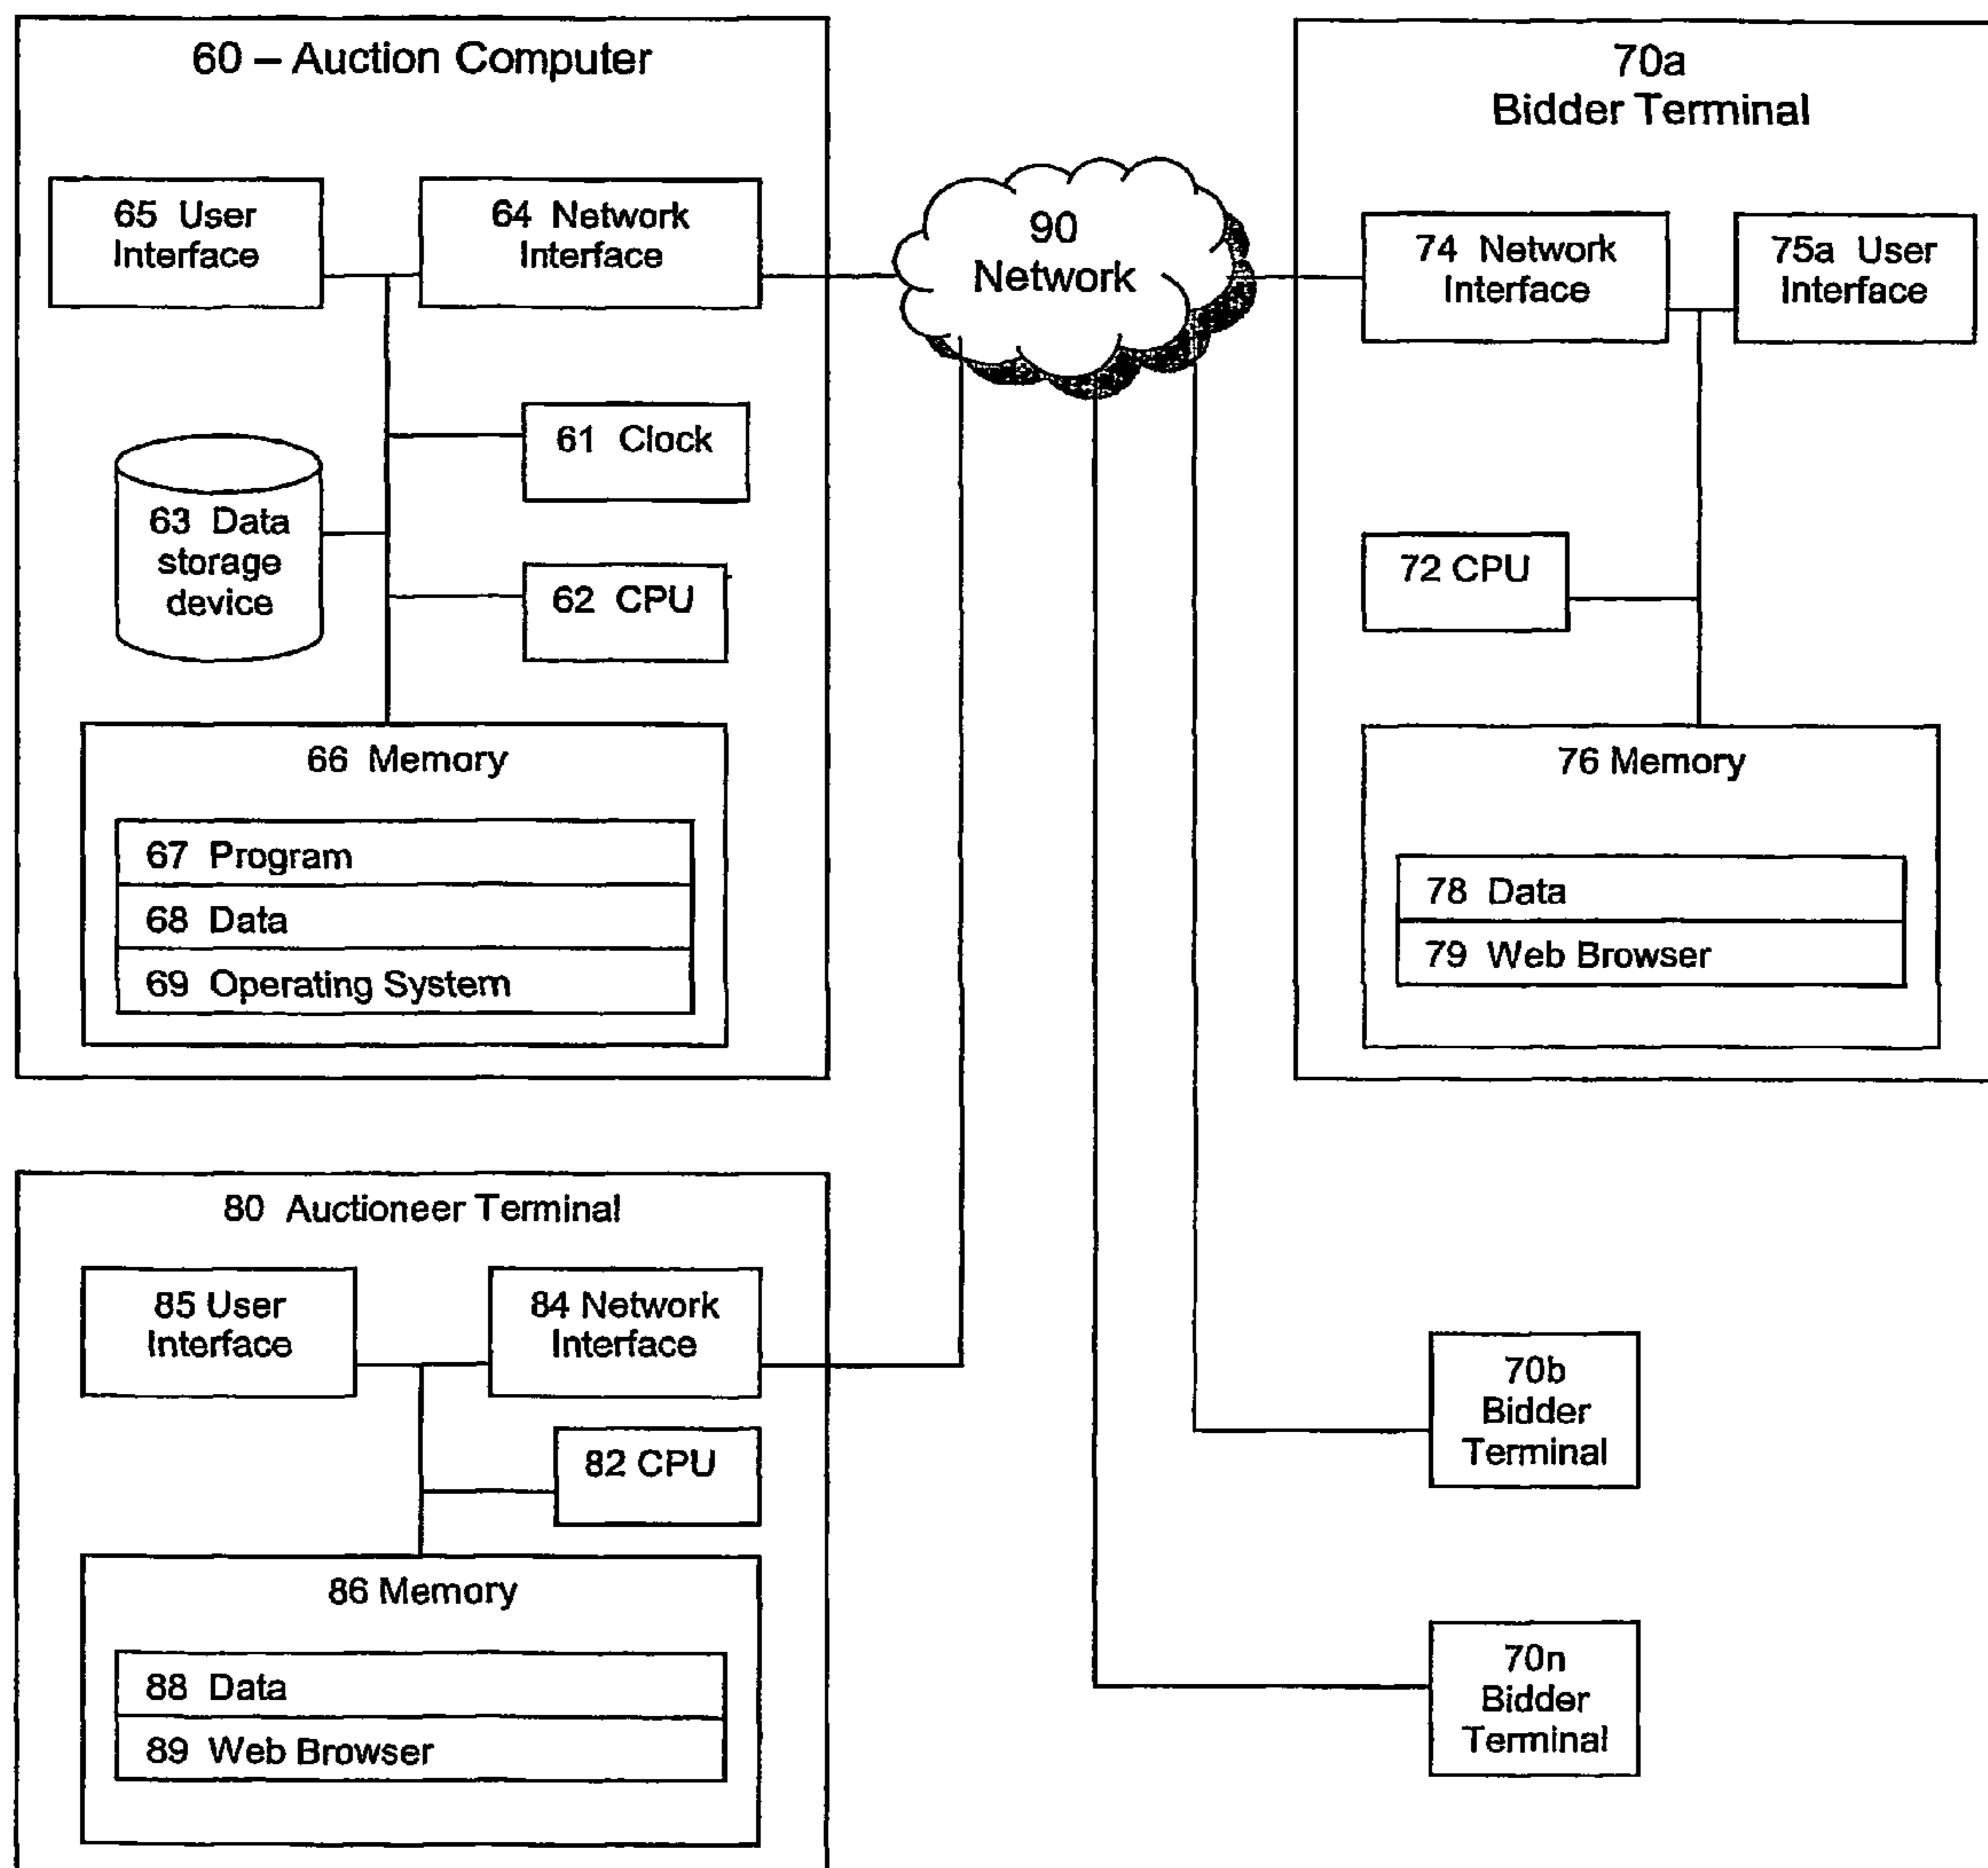 60 – Auction Computer
65 User
Interface
64 Network
Interface
61 Clock
63 Data
storage
device
62 CPU
66 Memory
67 Program
68 Data
69 Operating System
90
Network
70a
Bidder Terminal
74 Network
Interface
75a User
Interface
72 CPU
76 Memory
78 Data
79 Web Browser
80 Auctioneer Terminal
85 User
Interface
84 Network
Interface
82 CPU
86 Memory
88 Data
89 Web Browser
70b
Bidder
Terminal
70n
Bidder
Terminal